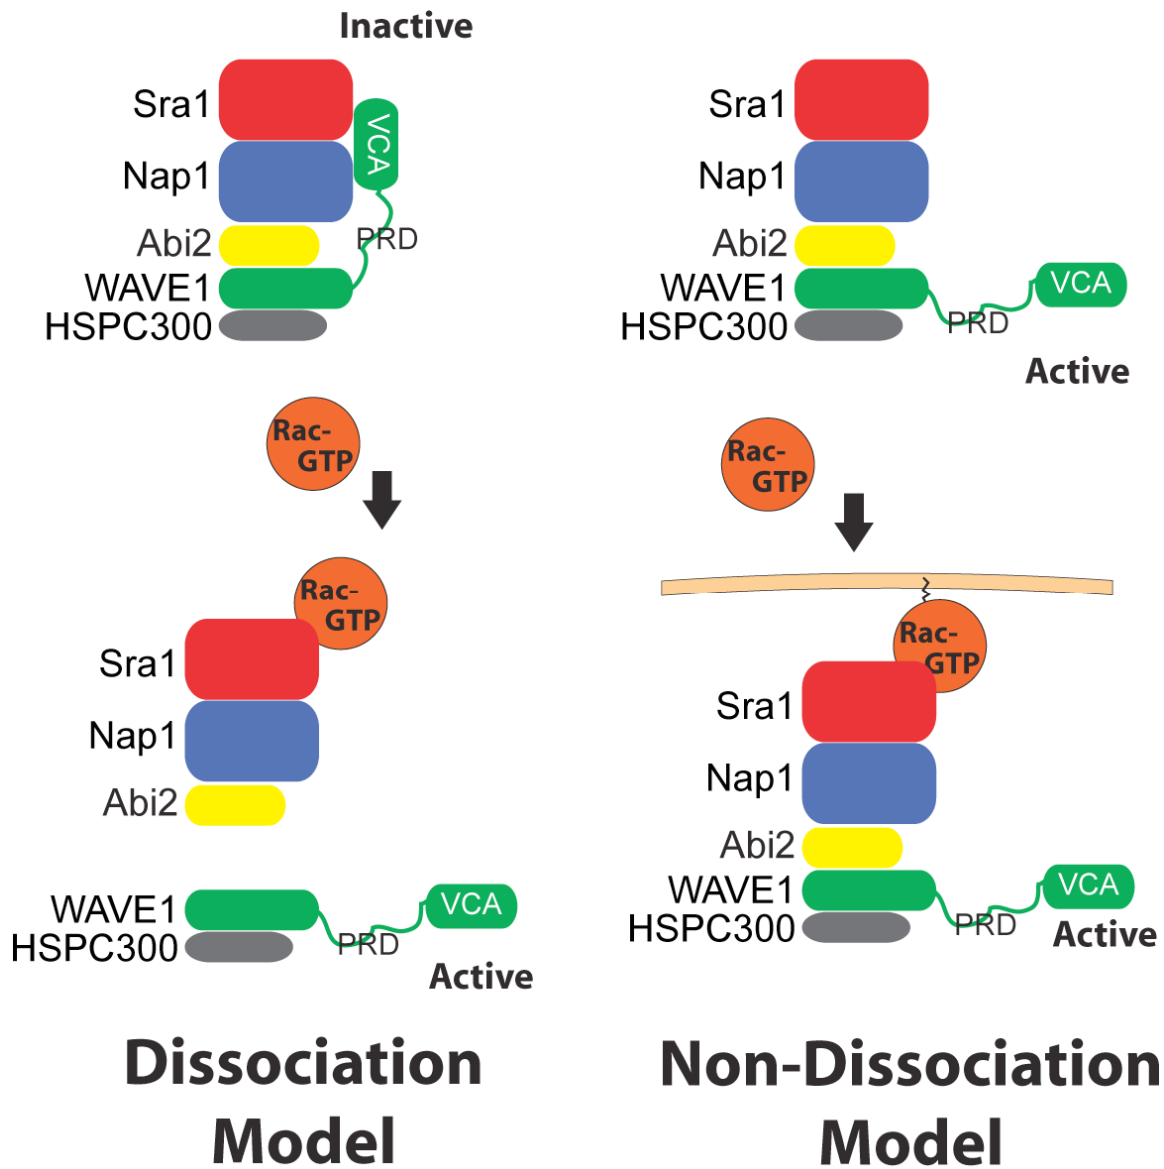 Inactive
Sra1
Nap1
Abi2
WAVE1
HSPC300
VCA
PRD
Rac-
GTP
Rac-
GTP
Sra1
Nap1
Abi2
WAVE1
HSPC300
PRD
VCA
Active
Dissociation
Model
Sra1
Nap1
Abi2
WAVE1
HSPC300
PRD
VCA
Active
Rac-
GTP
Rac-
GTP
Sra1
Nap1
Abi2
WAVE1
HSPC300
PRD
VCA
Active
Non-Dissociation
Model